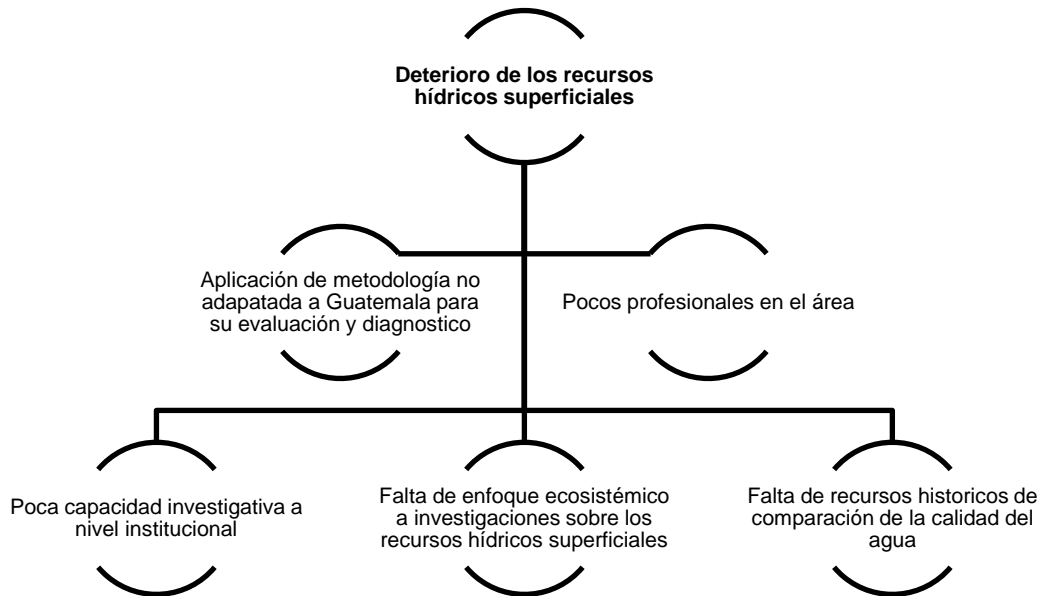 Deterioro de los recursos
hídricos superficiales
Aplicación de metodología no
adapatada a Guatemala para
su evaluación y diagnostico
Pocos profesionales en el área
Poca capacidad investigativa a
nivel institucional
Falta de enfoque ecosistémico
a investigaciones sobre los
recursos hídricos superficiales
Falta de recursos historicos de
comparación de la calidad del
agua